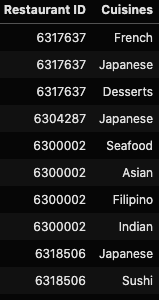 Restaurant ID Cuisines
6317637 French
6317637 Japanese
6317637 Desserts
6304287 Japanese
6300002 Seafood
6300002 Asian
6300002 Filipino
6300002 Indian
6318506 Japanese
6318506 Sushi